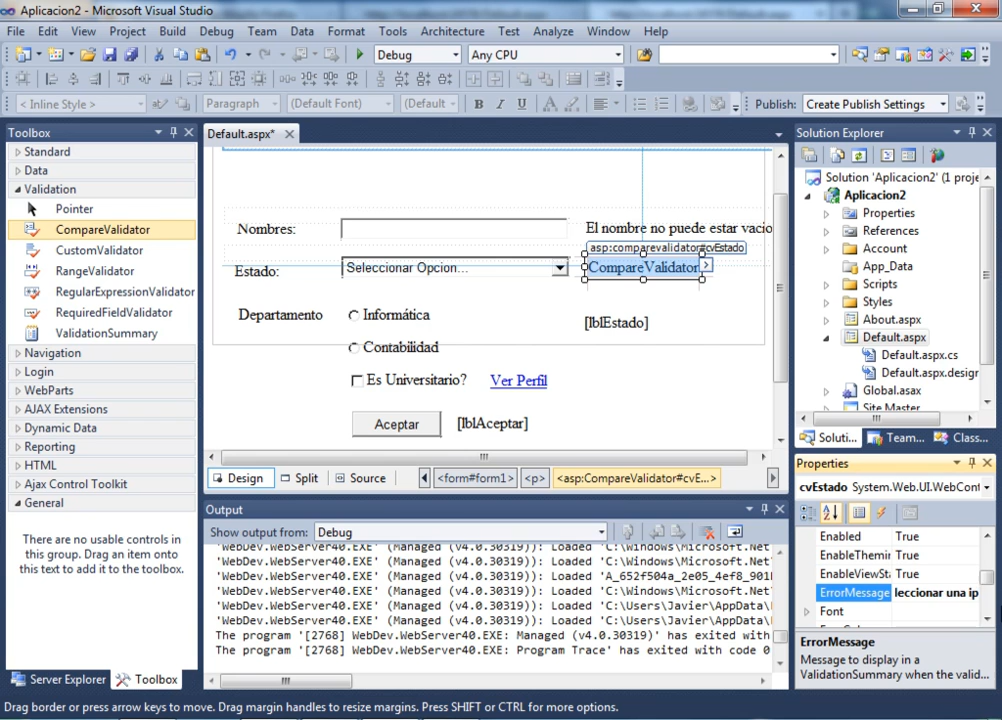 Aplicacion2 - Microsoft Visual Studio
File Edit View Project Build Debug Team Data Format Tools Architecture Test Analyze Window Help
Debug Any CPU
< Inline Style > Paragraph (Default Font) (Default B I U A Publish: Create Publish Settings
Toolbox
Standard
Data
Validation
Pointer
CompareValidator
CustomValidator
RangeValidator
RegularExpressionValidator
RequiredFieldValidator
ValidationSummary
Navigation
Login
WebParts
AJAX Extensions
Dynamic Data
Reporting
HTML
Ajax Control Toolkit
General
There are no usable controls in
this group. Drag an item onto
this text to add it to the toolbox.
Server Explorer Toolbox
Default.aspx*
Nombres: El nombre no puede estar vacio
asp:comparevalidator#cvEstado
Estado: Seleccionar Opcion... CompareValidator
Departamento Informática [lblEstado]
Contabilidad
Es Universitario? Ver Perfil
Aceptar [lblAceptar]
Design Split Source <form#form1> <p> <asp:CompareValidator#cvE...>
Output
Show output from: Debug
'WebDev.WebServer40.EXE' (Managed (v4.0.30319)): Loaded 'C:\Windows\Microsoft.Net
'WebDev.WebServer40.EXE' (Managed (v4.0.30319)): Loaded 'C:\Windows\Microsoft.Net
'WebDev.WebServer40.EXE' (Managed (v4.0.30319)): Loaded 'A_652f504a_2e05_4ef8_901
'WebDev.WebServer40.EXE' (Managed (v4.0.30319)): Loaded 'C:\Windows\Microsoft.Net
'WebDev.WebServer40.EXE' (Managed (v4.0.30319)): Loaded 'C:\Users\Javier\AppData\
'WebDev.WebServer40.EXE' (Managed (v4.0.30319)): Loaded 'C:\Users\Javier\AppData\
The program '[2768] WebDev.WebServer40.EXE: Managed (v4.0.30319)' has exited with
The program '[2768] WebDev.WebServer40.EXE: Program Trace' has exited with code 0
Solution Explorer
Solution 'Aplicacion2' (1 proje
Aplicacion2
Properties
References
Account
App_Data
Scripts
Styles
About.aspx
Default.aspx
Default.aspx.cs
Default.aspx.design
Global.asax
Site.Master
Soluti... Team... Class...
Properties
cvEstado System.Web.UI.WebCont
Enabled True
EnableThemin True
EnableViewSt True
ErrorMessage leccionar una ip
Font
ErrorMessage
Message to display in a
ValidationSummary when the valid...
Drag border or press arrow keys to move. Drag margin handles to resize margins. Press SHIFT or CTRL for more options.